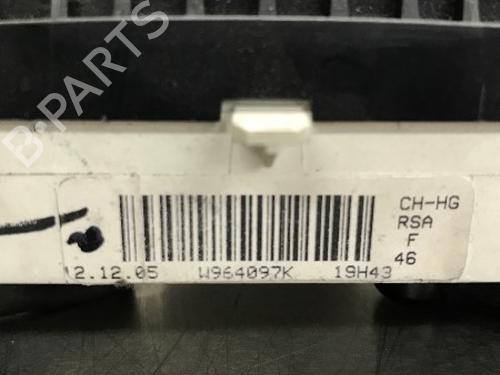 B-PARTS
CH-HG
RSA
F
46
2.12.05 W964097K 19H43